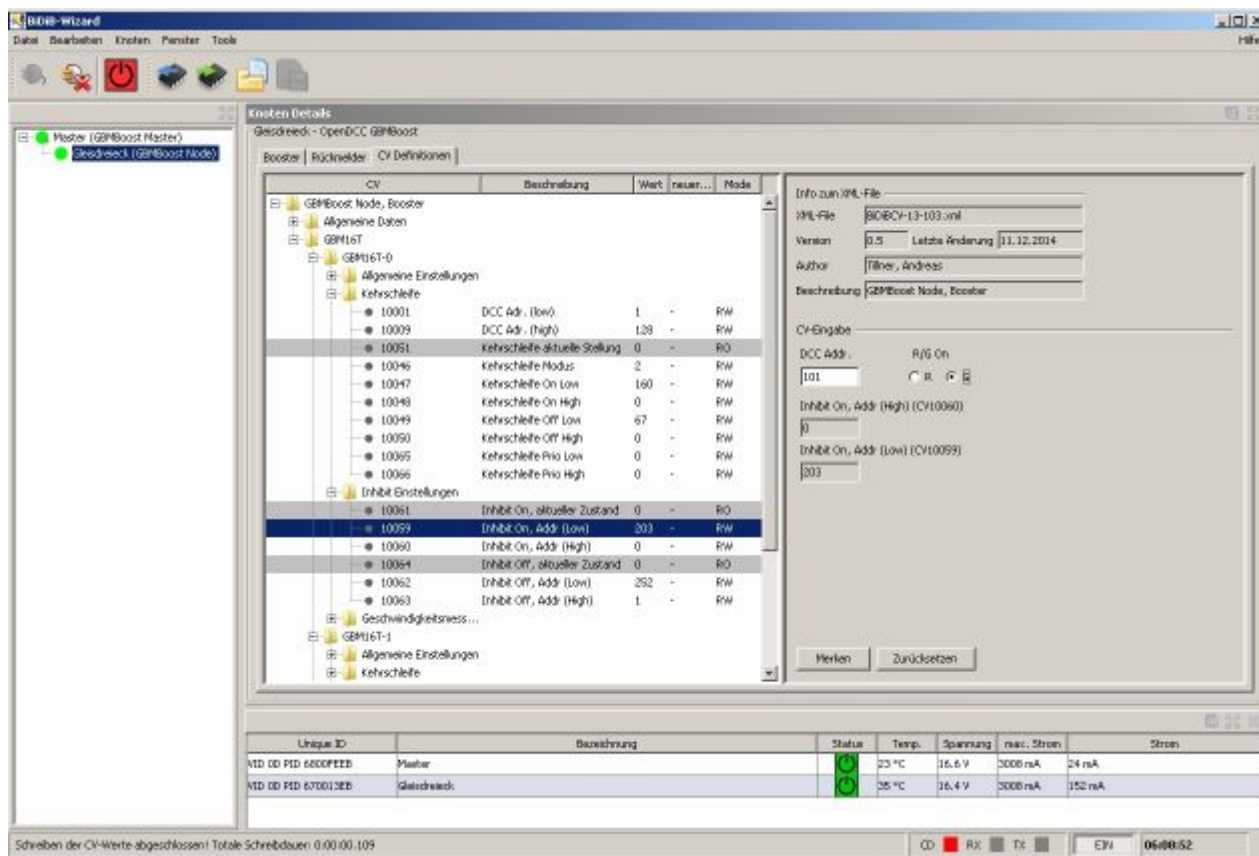 BiDiB-Wizard
Datei Bearbeiten Knoten Fenster Tools Hilfe
Knoten Details
Master (GBMBoost Master)
Gleisdreieck (GBMBoost Node)
Gleisdreieck - OpenDCC GBMBoost
Booster Rückmelder CV Definitionen
CV Beschreibung Wert neuer... Mode
GBMBoost Node, Booster
Allgemeine Daten
GBM16T
GBM16T-0
Allgemeine Einstellungen
Kehrschleife
10001 DCC Adr. (low) 1 - RW
10009 DCC Adr. (high) 128 - RW
10051 Kehrschleife aktuelle Stellung 0 - RO
10046 Kehrschleife Modus 2 - RW
10047 Kehrschleife On Low 160 - RW
10048 Kehrschleife On High 0 - RW
10049 Kehrschleife Off Low 67 - RW
10050 Kehrschleife Off High 0 - RW
10065 Kehrschleife Prio Low 0 - RW
10066 Kehrschleife Prio High 0 - RW
Inhibit Einstellungen
10061 Inhibit On, aktueller Zustand 0 - RO
10059 Inhibit On, Addr (Low) 203 - RW
10060 Inhibit On, Addr (High) 0 - RW
10064 Inhibit Off, aktueller Zustand 0 - RO
10062 Inhibit Off, Addr (Low) 252 - RW
10063 Inhibit Off, Addr (High) 1 - RW
Geschwindigkeitsmess...
GBM16T-1
Allgemeine Einstellungen
Kehrschleife
Info zum XML-File
XML-File BiDiBCV-13-103.xml
Version 0.5 Letzte Änderung 11.12.2014
Author Tillner, Andreas
Beschreibung GBMBoost Node, Booster
CV-Eingabe
DCC Addr. R/G On
101 R G
Inhibit On, Addr (High) (CV10060)
0
Inhibit On, Addr (Low) (CV10059)
203
Merken Zurücksetzen
Unique ID Bezeichnung Status Temp. Spannung max. Strom Strom
VID 0D PID 6800FEEB Master 23 °C 16.6 V 3008 mA 24 mA
VID 0D PID 670013EB Gleisdreieck 35 °C 16.4 V 3008 mA 152 mA
Schreiben der CV-Werte abgeschlossen! Totale Schreibdauer: 0:00:00.109
CD RX TX EIN 06:08:52